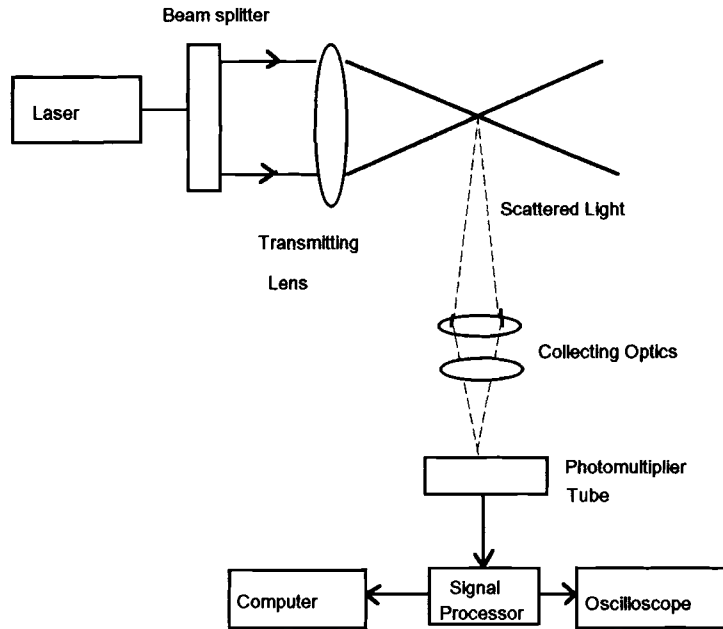 Beam splitter
Laser
Transmitting
Lens
Scattered Light
Collecting Optics
Photomultiplier
Tube
Computer
Signal
Processor
Oscilloscope